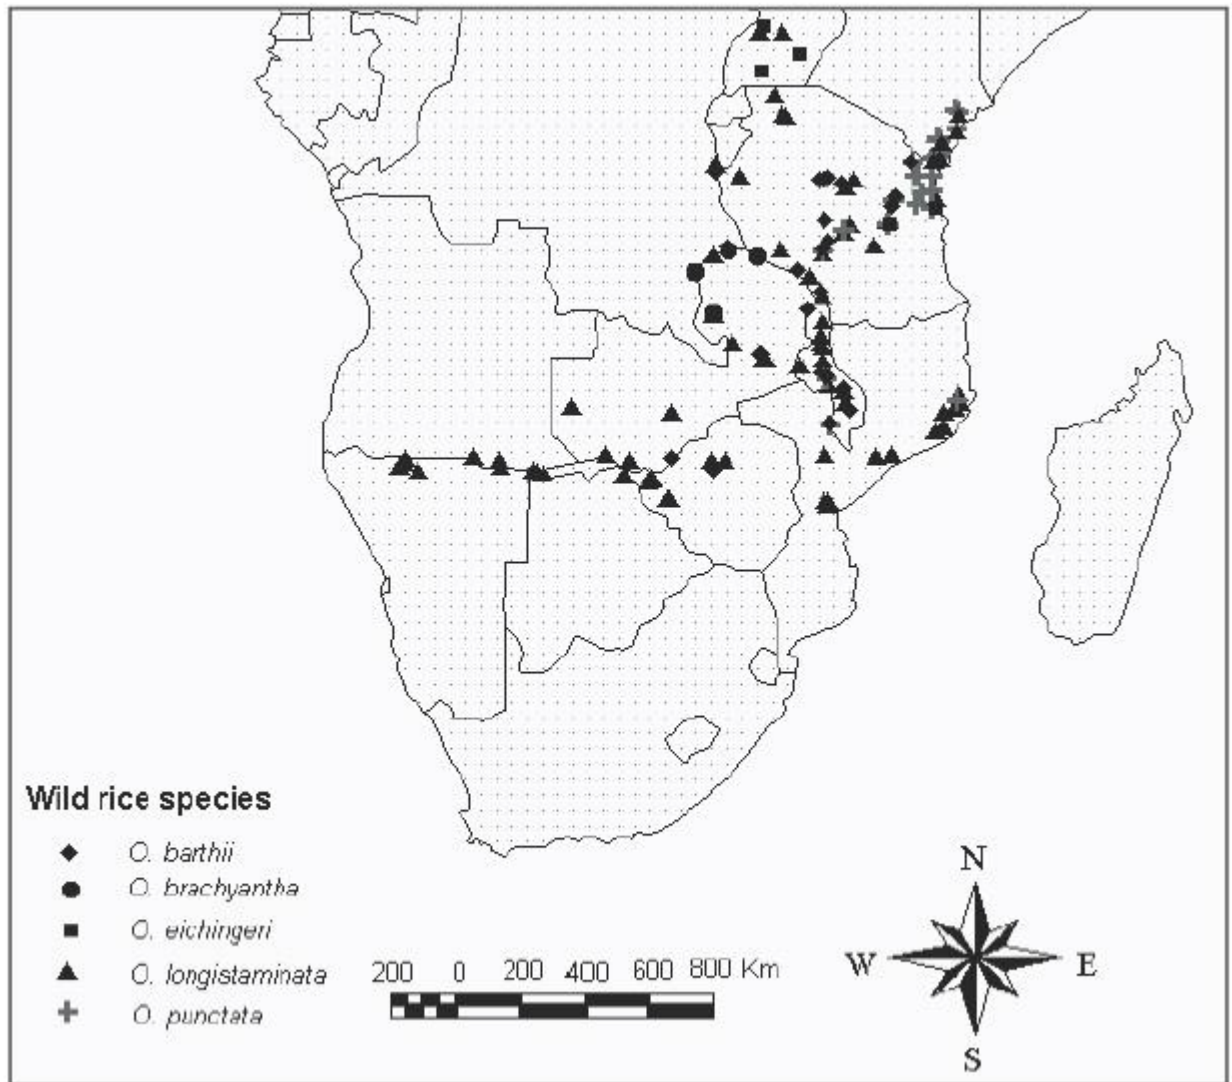 Wild rice species
O. barthii
O. brachyantha
O. eichingeri
O. longistaminata
O. punctata
200 0 200 400 600 800 Km
N
W E
S